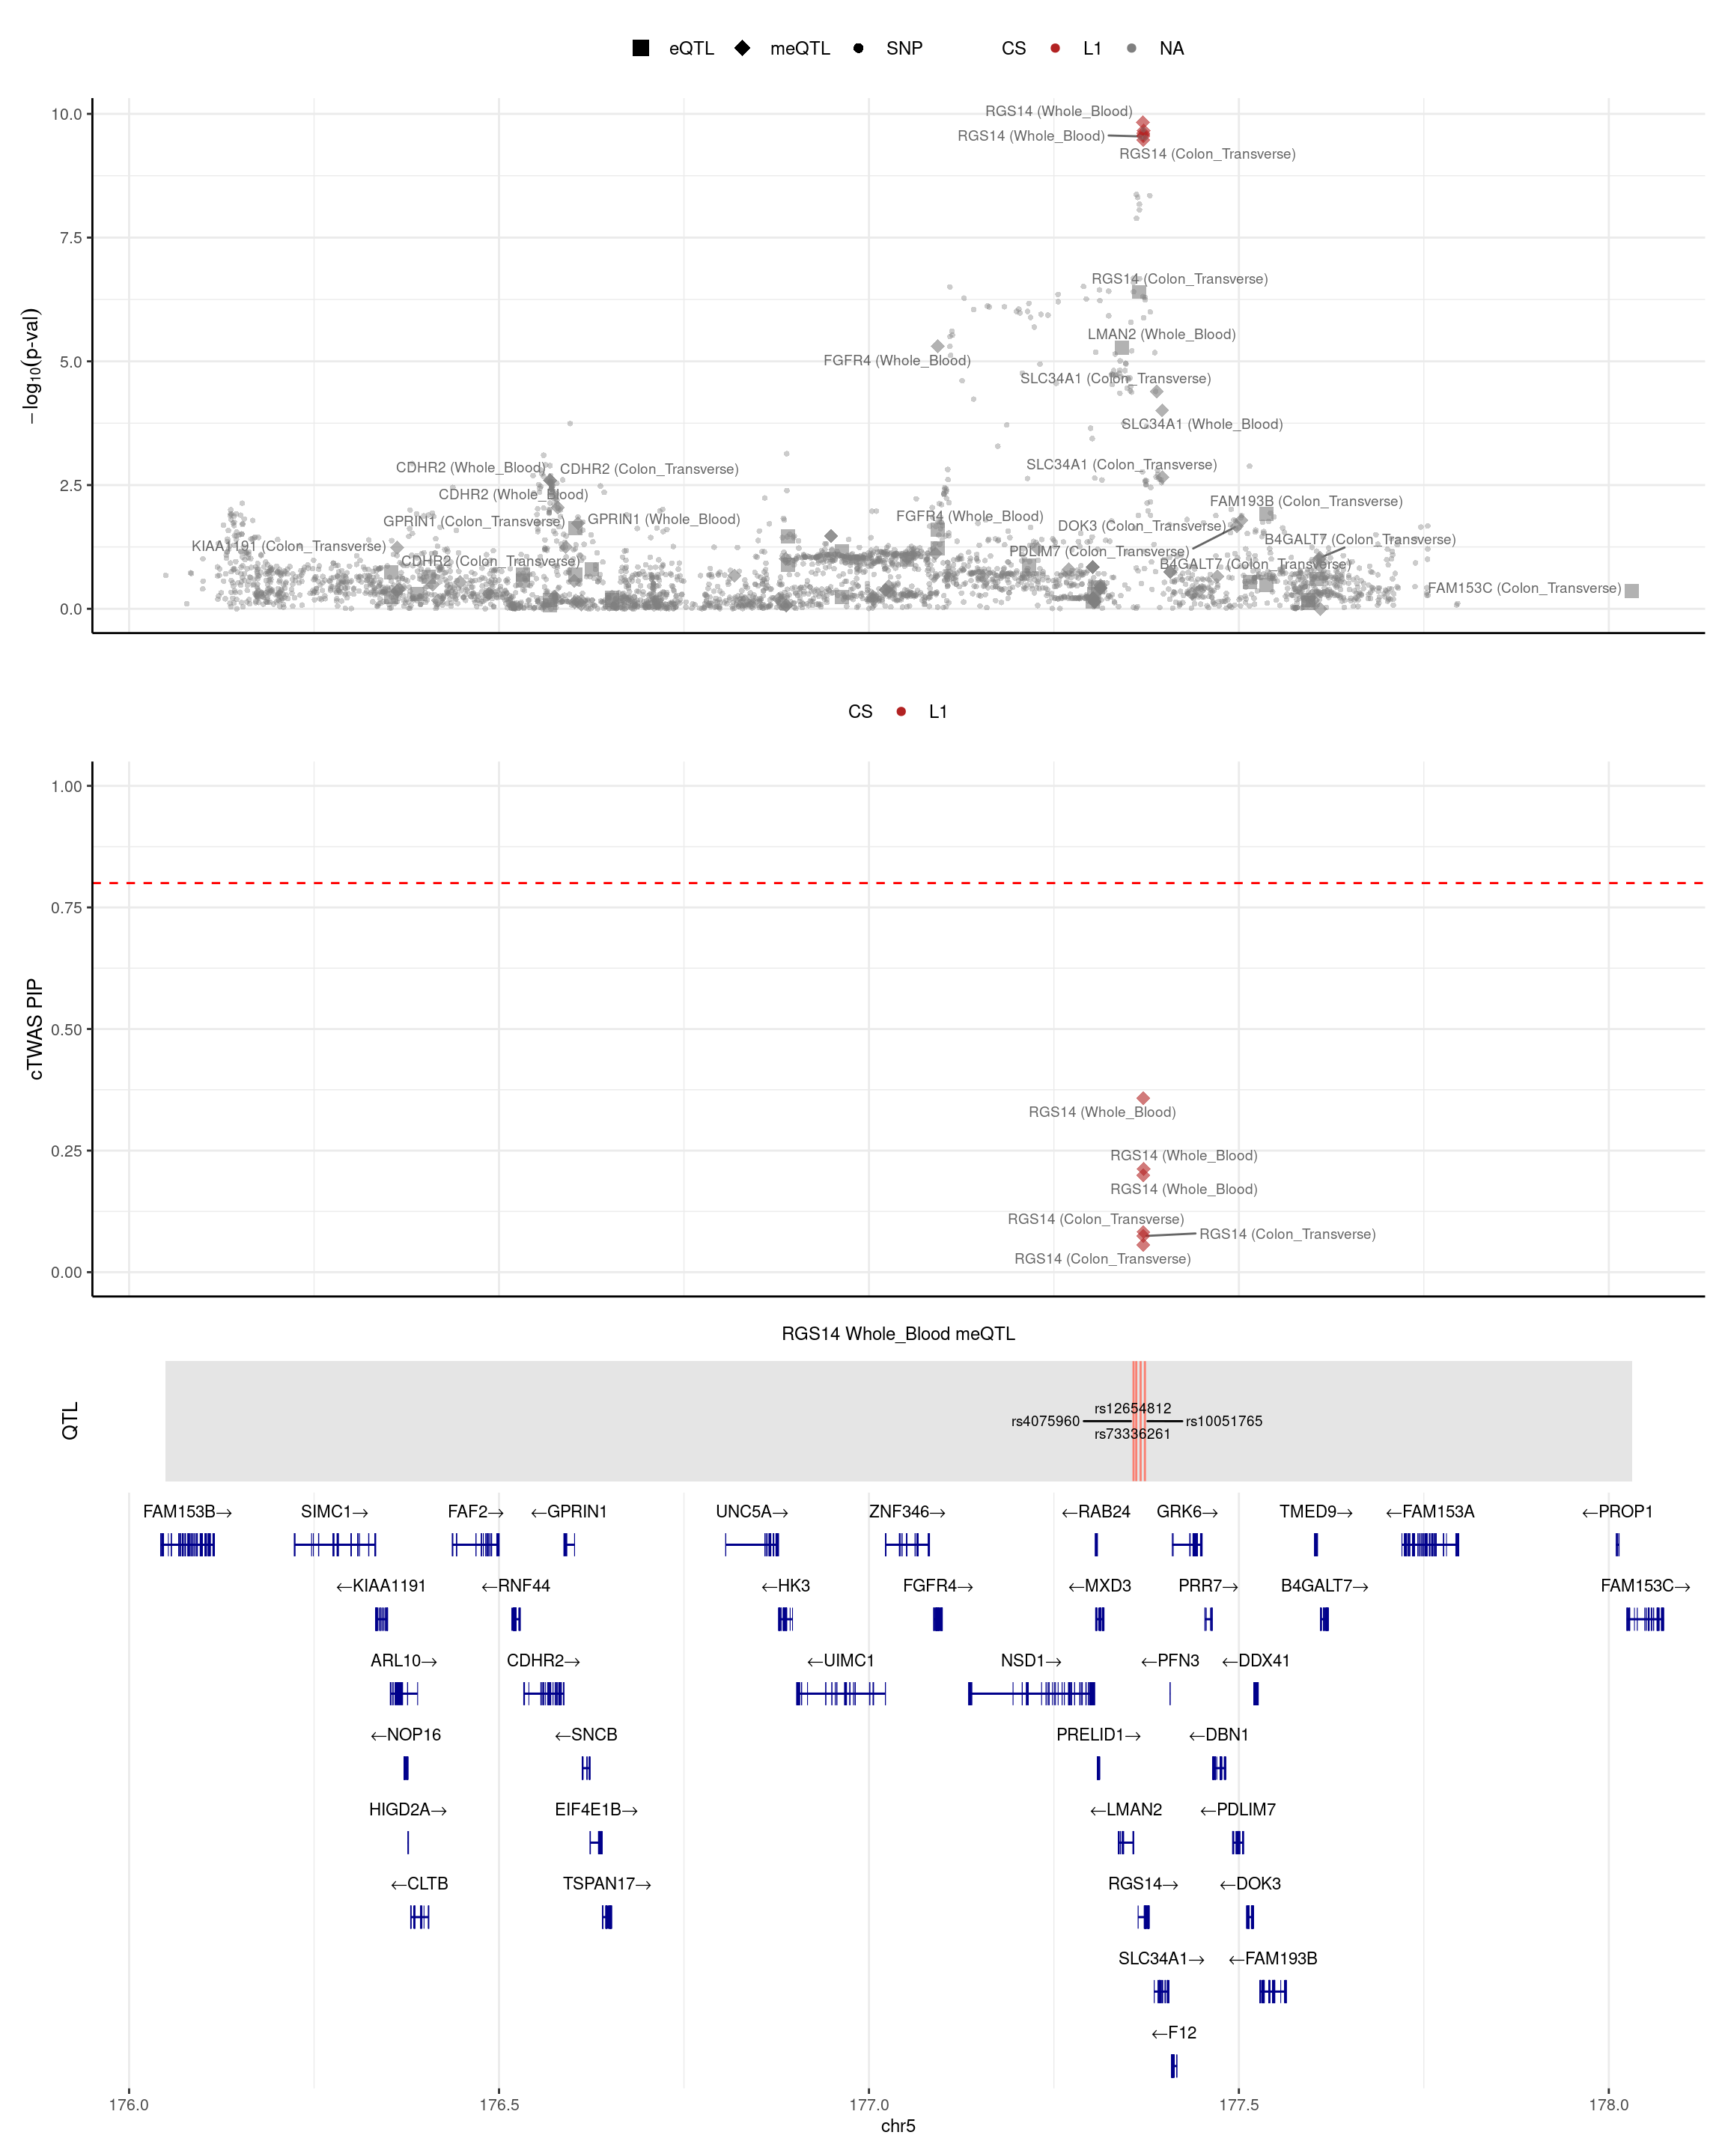 eQTL meQTL SNP CS L1 NA
10.0
7.5
5.0
2.5
0.0
−log10(p-val)
RGS14 (Whole_Blood)
RGS14 (Whole_Blood)
RGS14 (Colon_Transverse)
RGS14 (Colon_Transverse)
LMAN2 (Whole_Blood)
FGFR4 (Whole_Blood)
SLC34A1 (Colon_Transverse)
SLC34A1 (Whole_Blood)
CDHR2 (Whole_Blood)
CDHR2 (Colon_Transverse)
SLC34A1 (Colon_Transverse)
CDHR2 (Whole_Blood)
FAM193B (Colon_Transverse)
GPRIN1 (Colon_Transverse)
GPRIN1 (Whole_Blood)
FGFR4 (Whole_Blood)
DOK3 (Colon_Transverse)
B4GALT7 (Colon_Transverse)
KIAA1191 (Colon_Transverse)
PDLIM7 (Colon_Transverse)
CDHR2 (Colon_Transverse)
B4GALT7 (Colon_Transverse)
FAM153C (Colon_Transverse)
CS L1
1.00
0.75
0.50
0.25
0.00
cTWAS PIP
RGS14 (Whole_Blood)
RGS14 (Whole_Blood)
RGS14 (Whole_Blood)
RGS14 (Colon_Transverse)
RGS14 (Colon_Transverse)
RGS14 (Colon_Transverse)
RGS14 Whole_Blood meQTL
QTL
rs12654812
rs4075960 rs10051765
rs73336261
FAM153B→ SIMC1→ FAF2→ ←GPRIN1 UNC5A→ ZNF346→ ←RAB24 GRK6→ TMED9→ ←FAM153A ←PROP1
←KIAA1191 ←RNF44 ←HK3 FGFR4→ ←MXD3 PRR7→ B4GALT7→ FAM153C→
ARL10→ CDHR2→ ←UIMC1 NSD1→ ←PFN3 ←DDX41
←NOP16 ←SNCB PRELID1→ ←DBN1
HIGD2A→ EIF4E1B→ ←LMAN2 ←PDLIM7
←CLTB TSPAN17→ RGS14→ ←DOK3
SLC34A1→ ←FAM193B
←F12
176.0 176.5 177.0 177.5 178.0
chr5